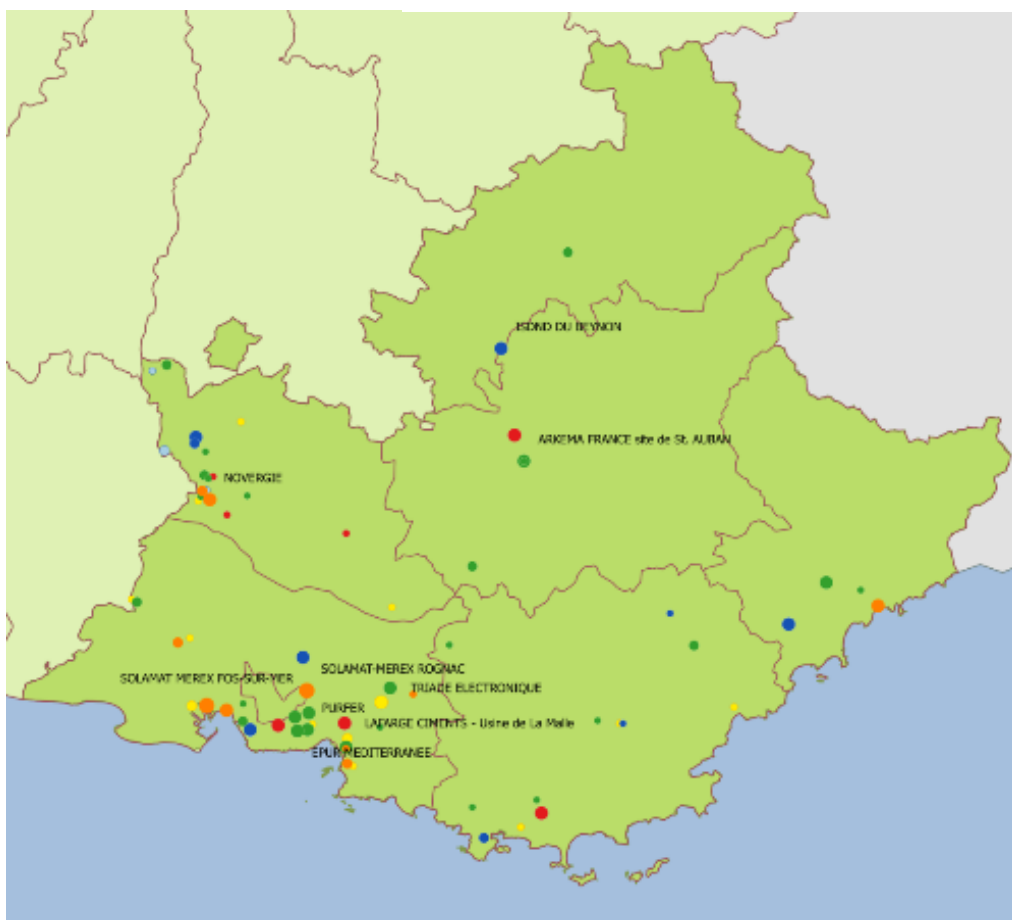 ISDND DU BEYNON
ARKEMA FRANCE site de St. AUBAN
NOVERGIE
SOLAMAT-MEREX ROGNAC
SOLAMAT MEREX FOS-SUR-MER
TRIADE ELECTRONIQUE
PURFER
LAFARGE CIMENTS - Usine de La Malle
EPUR MEDITERRANEE